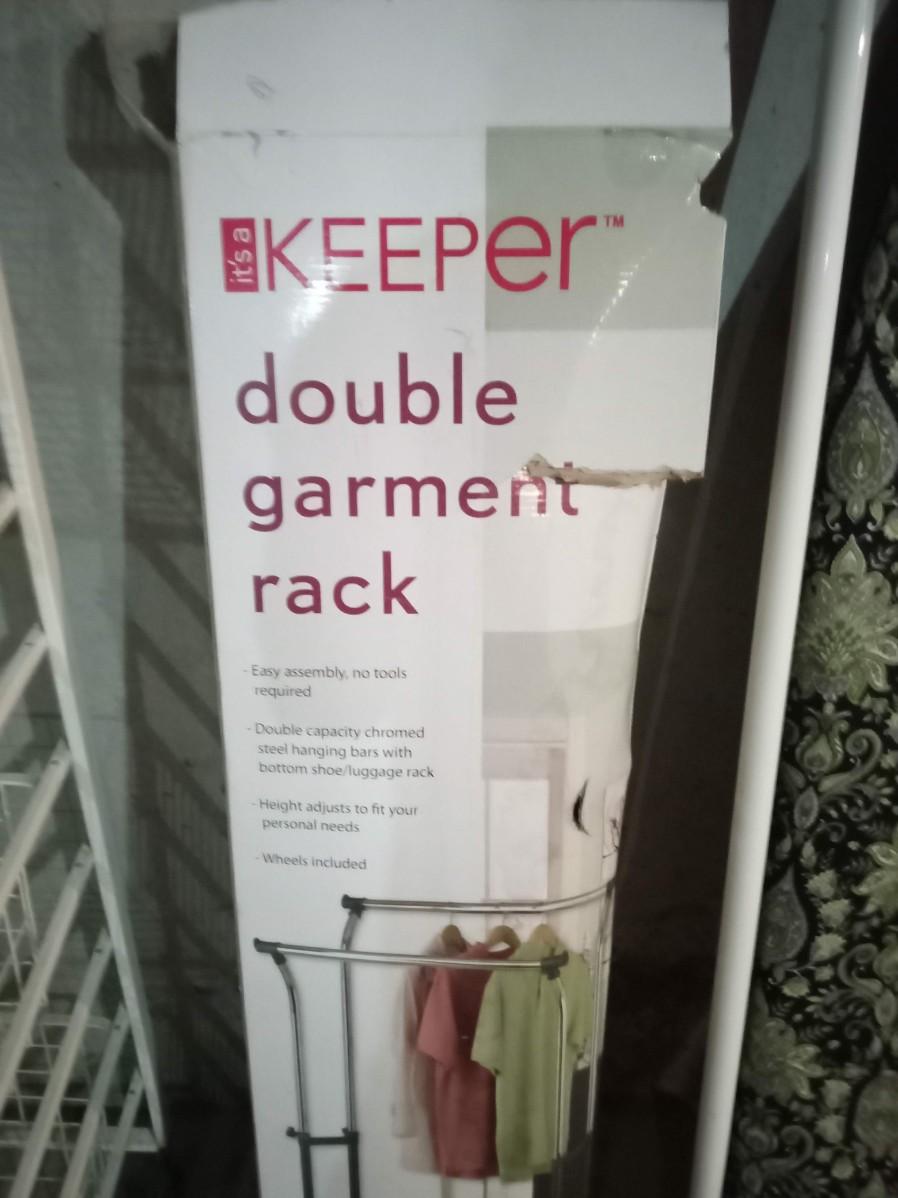 it's a KEEPer™
double
garment
rack
- Easy assembly, no tools
required
- Double capacity chromed
steel hanging bars with
bottom shoe/luggage rack
- Height adjusts to fit your
personal needs
- Wheels included